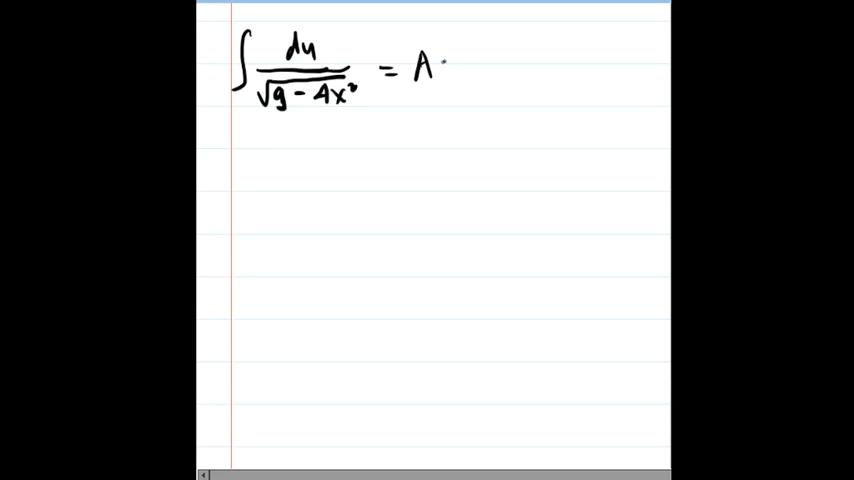 ∫ du / √(9 - 4x²) = A